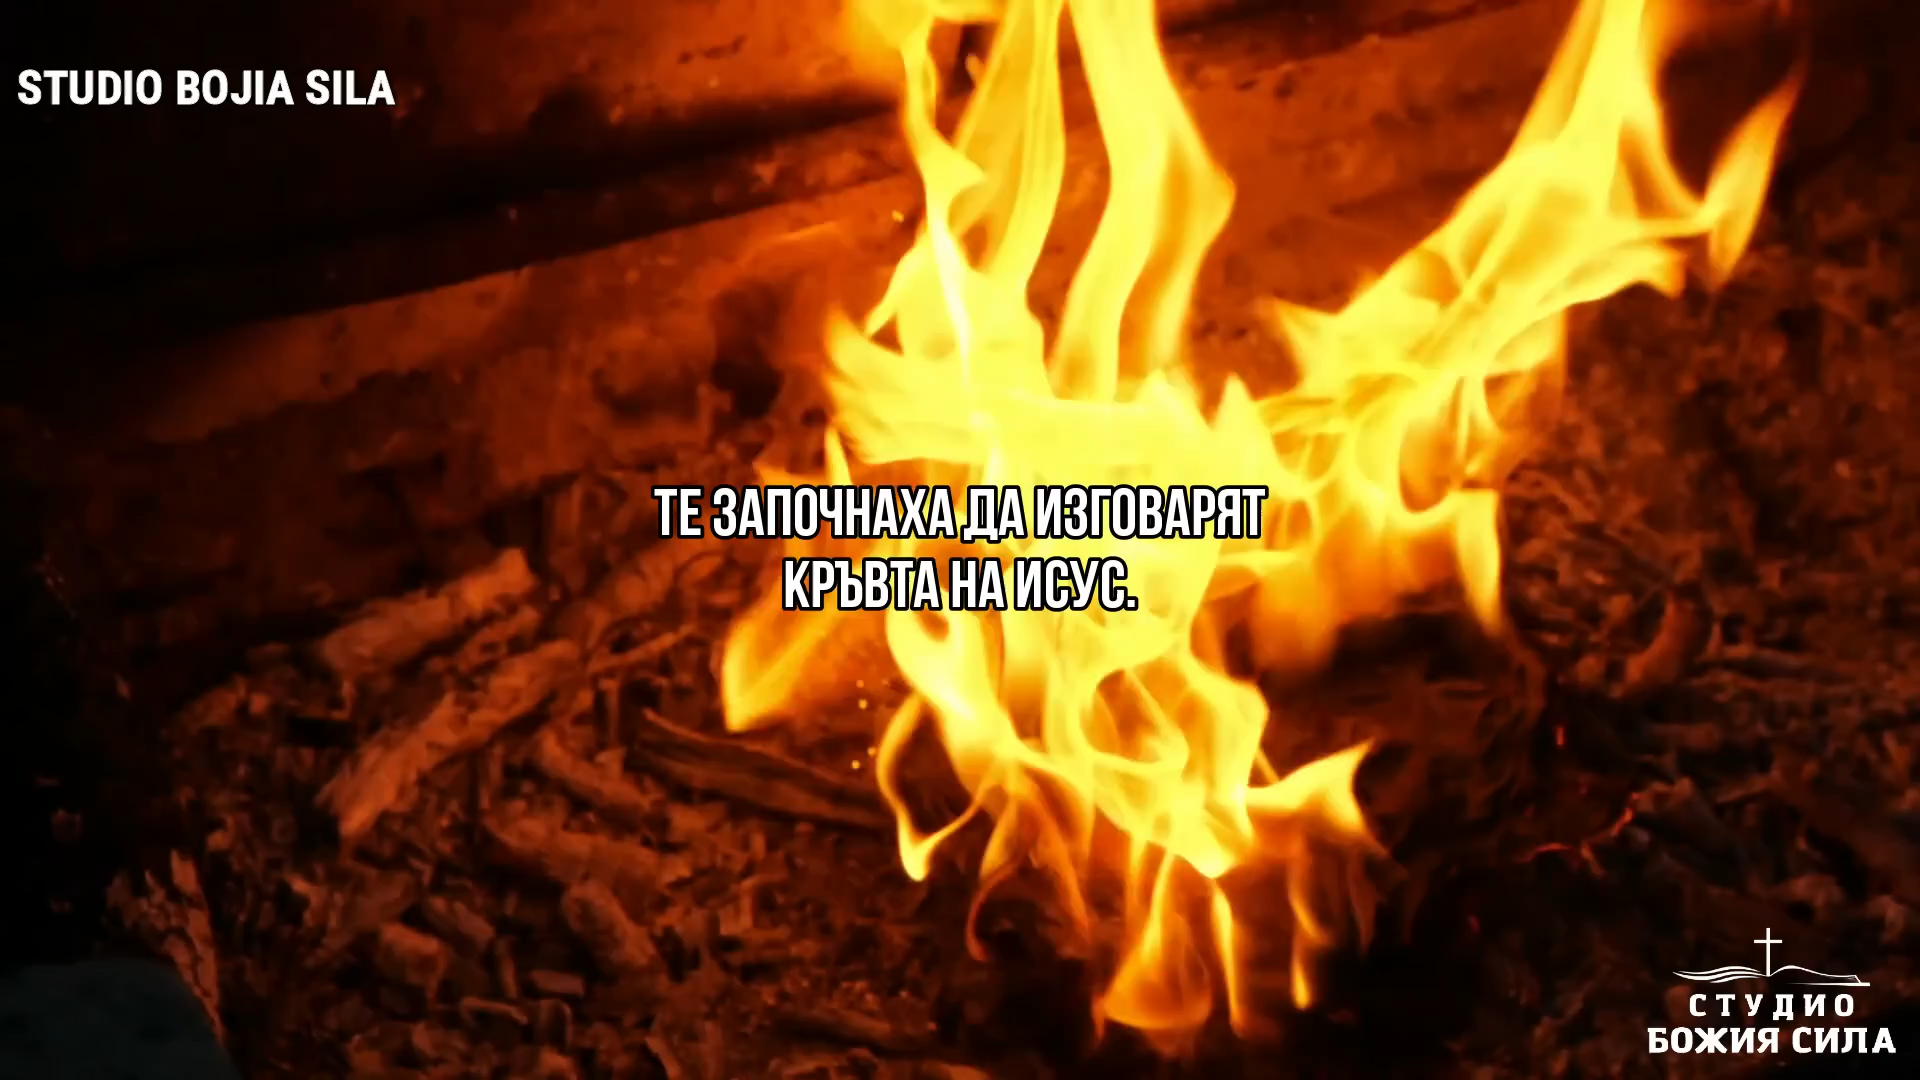 STUDIO BOJIA SILA
ТЕ ЗАПОЧНАХА ДА ИЗГОВАРЯТ
КРЪВТА НА ИСУС.
СТУДИО
БОЖИЯ СИЛА